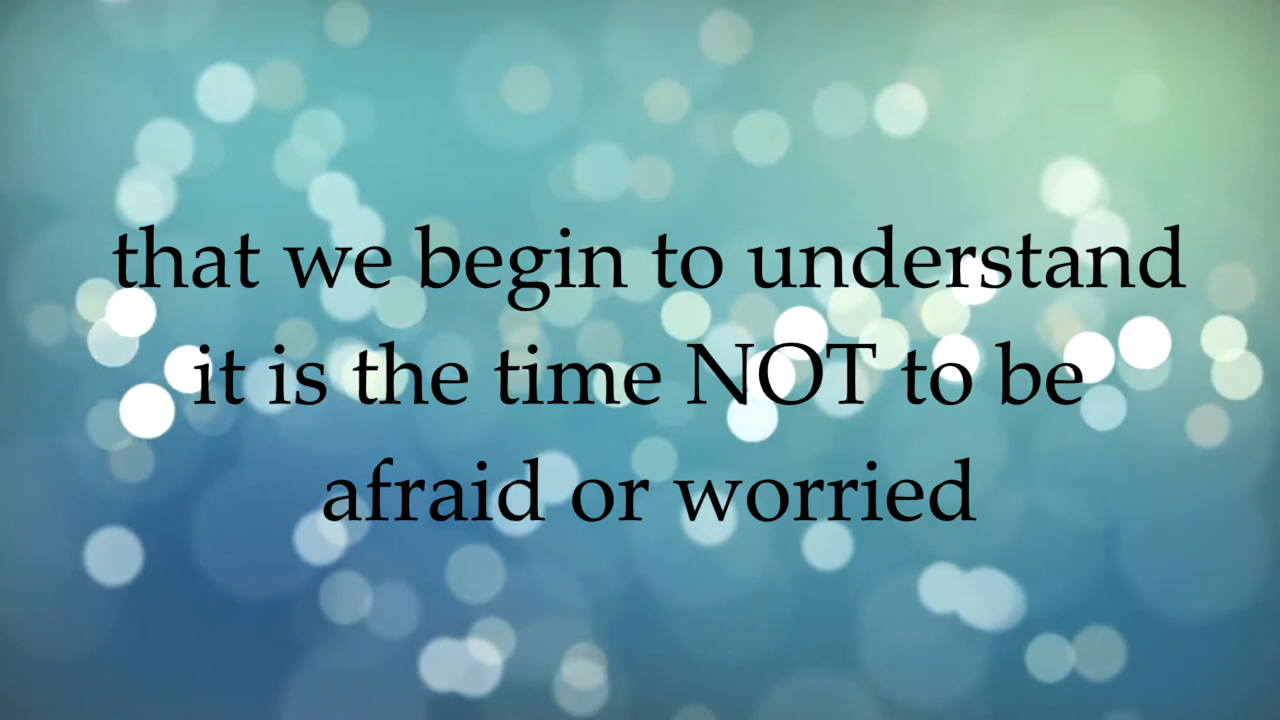 that we begin to understand
it is the time NOT to be
afraid or worried